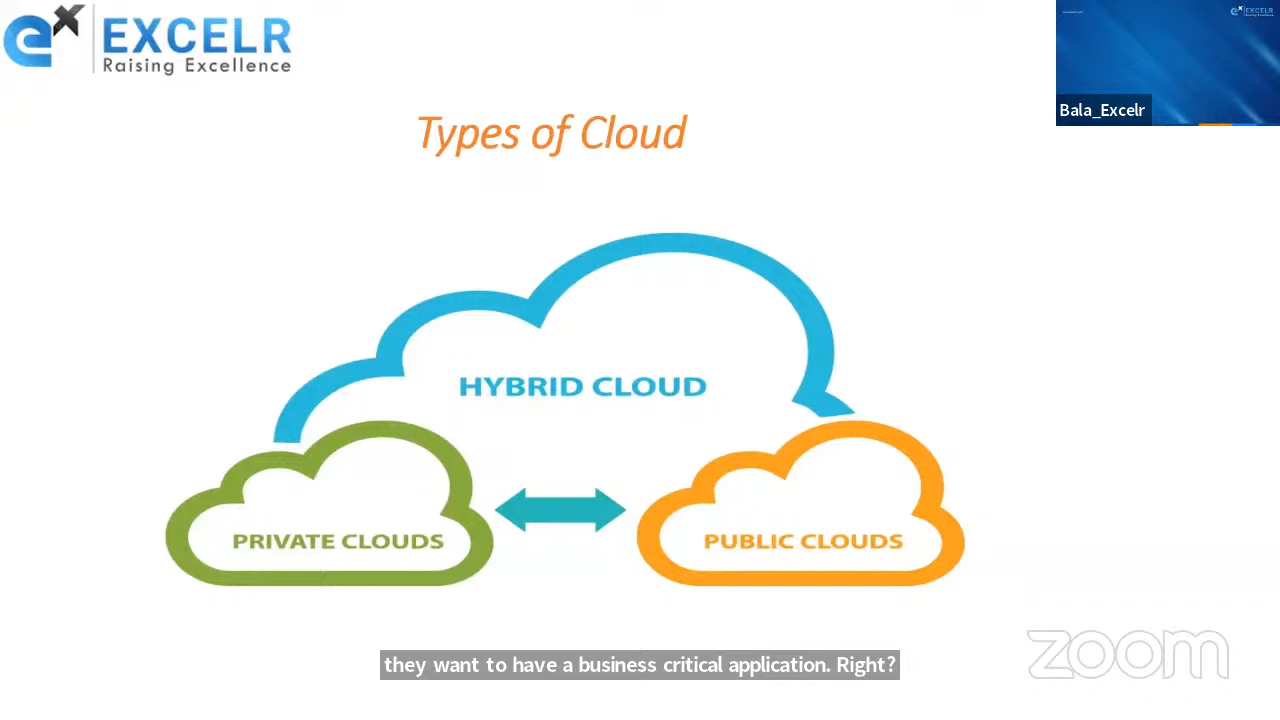 EXCELR
Raising Excellence
EXCELR
Bala_Excelr
Types of Cloud
HYBRID CLOUD
PRIVATE CLOUDS
PUBLIC CLOUDS
they want to have a business critical application. Right?
zoom